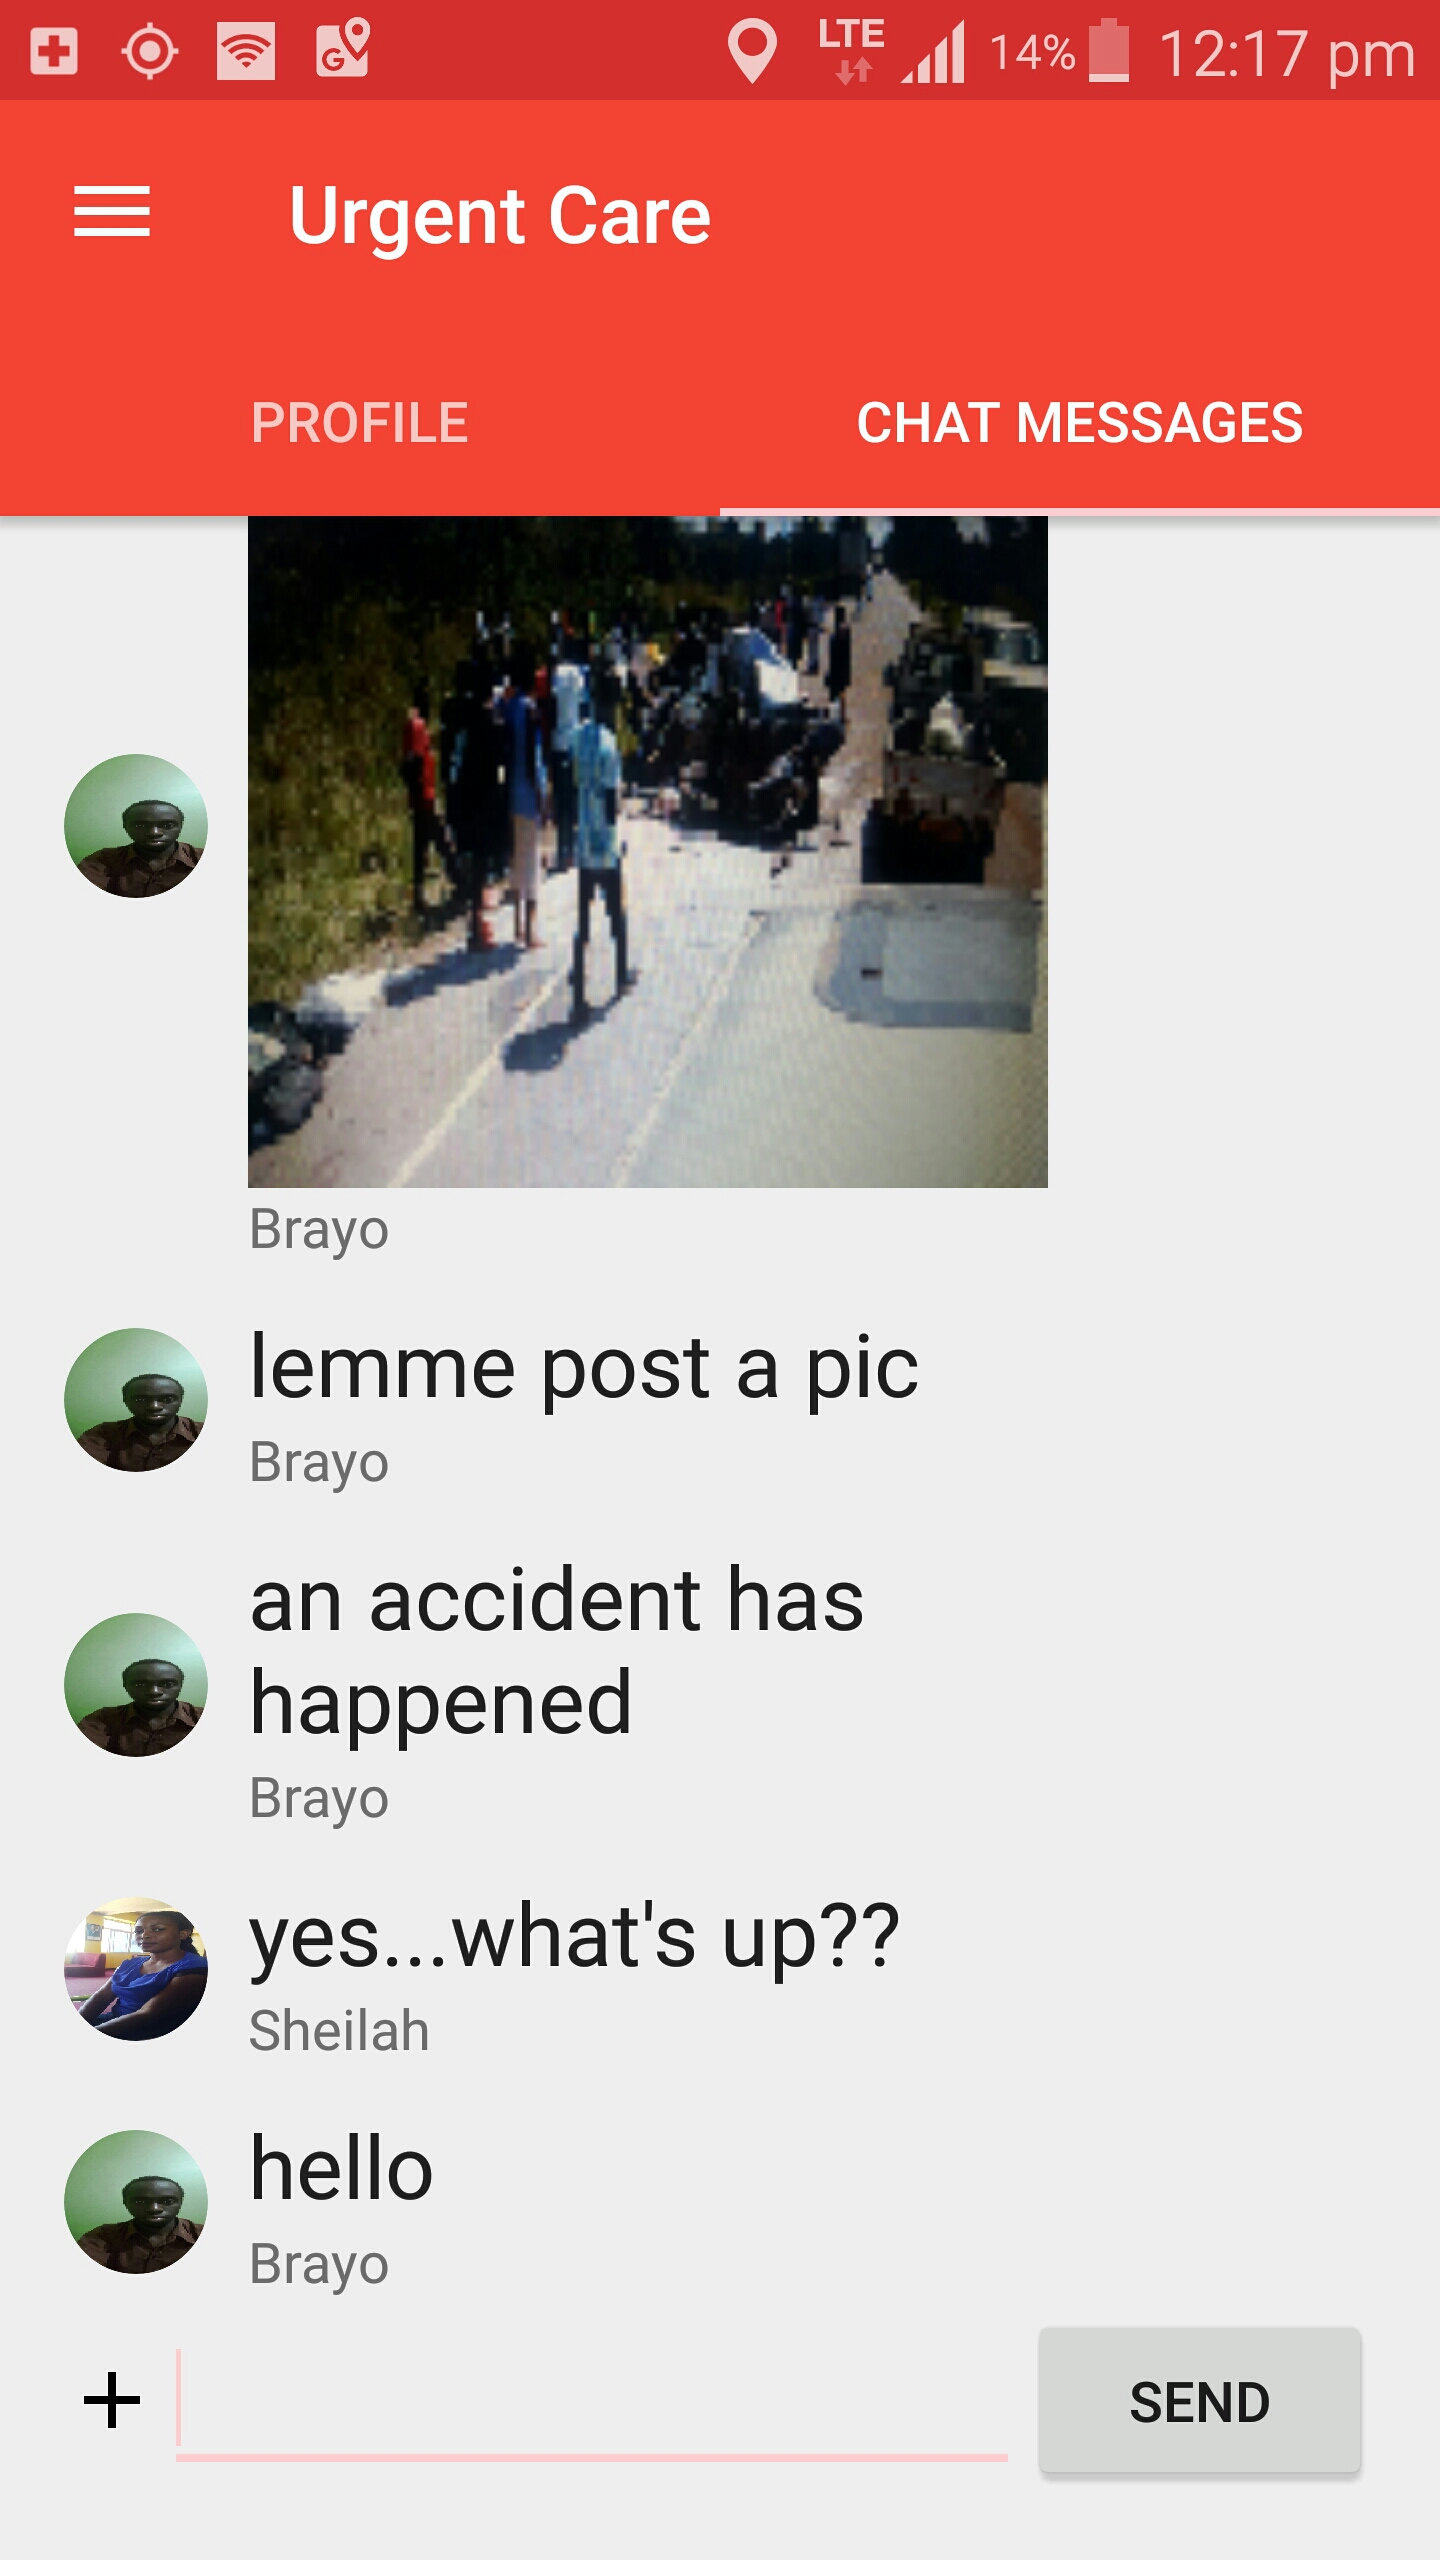 LTE 14% 12:17 pm
Urgent Care
PROFILE CHAT MESSAGES
Brayo
lemme post a pic
Brayo
an accident has
happened
Brayo
yes...what's up??
Sheilah
hello
Brayo
SEND